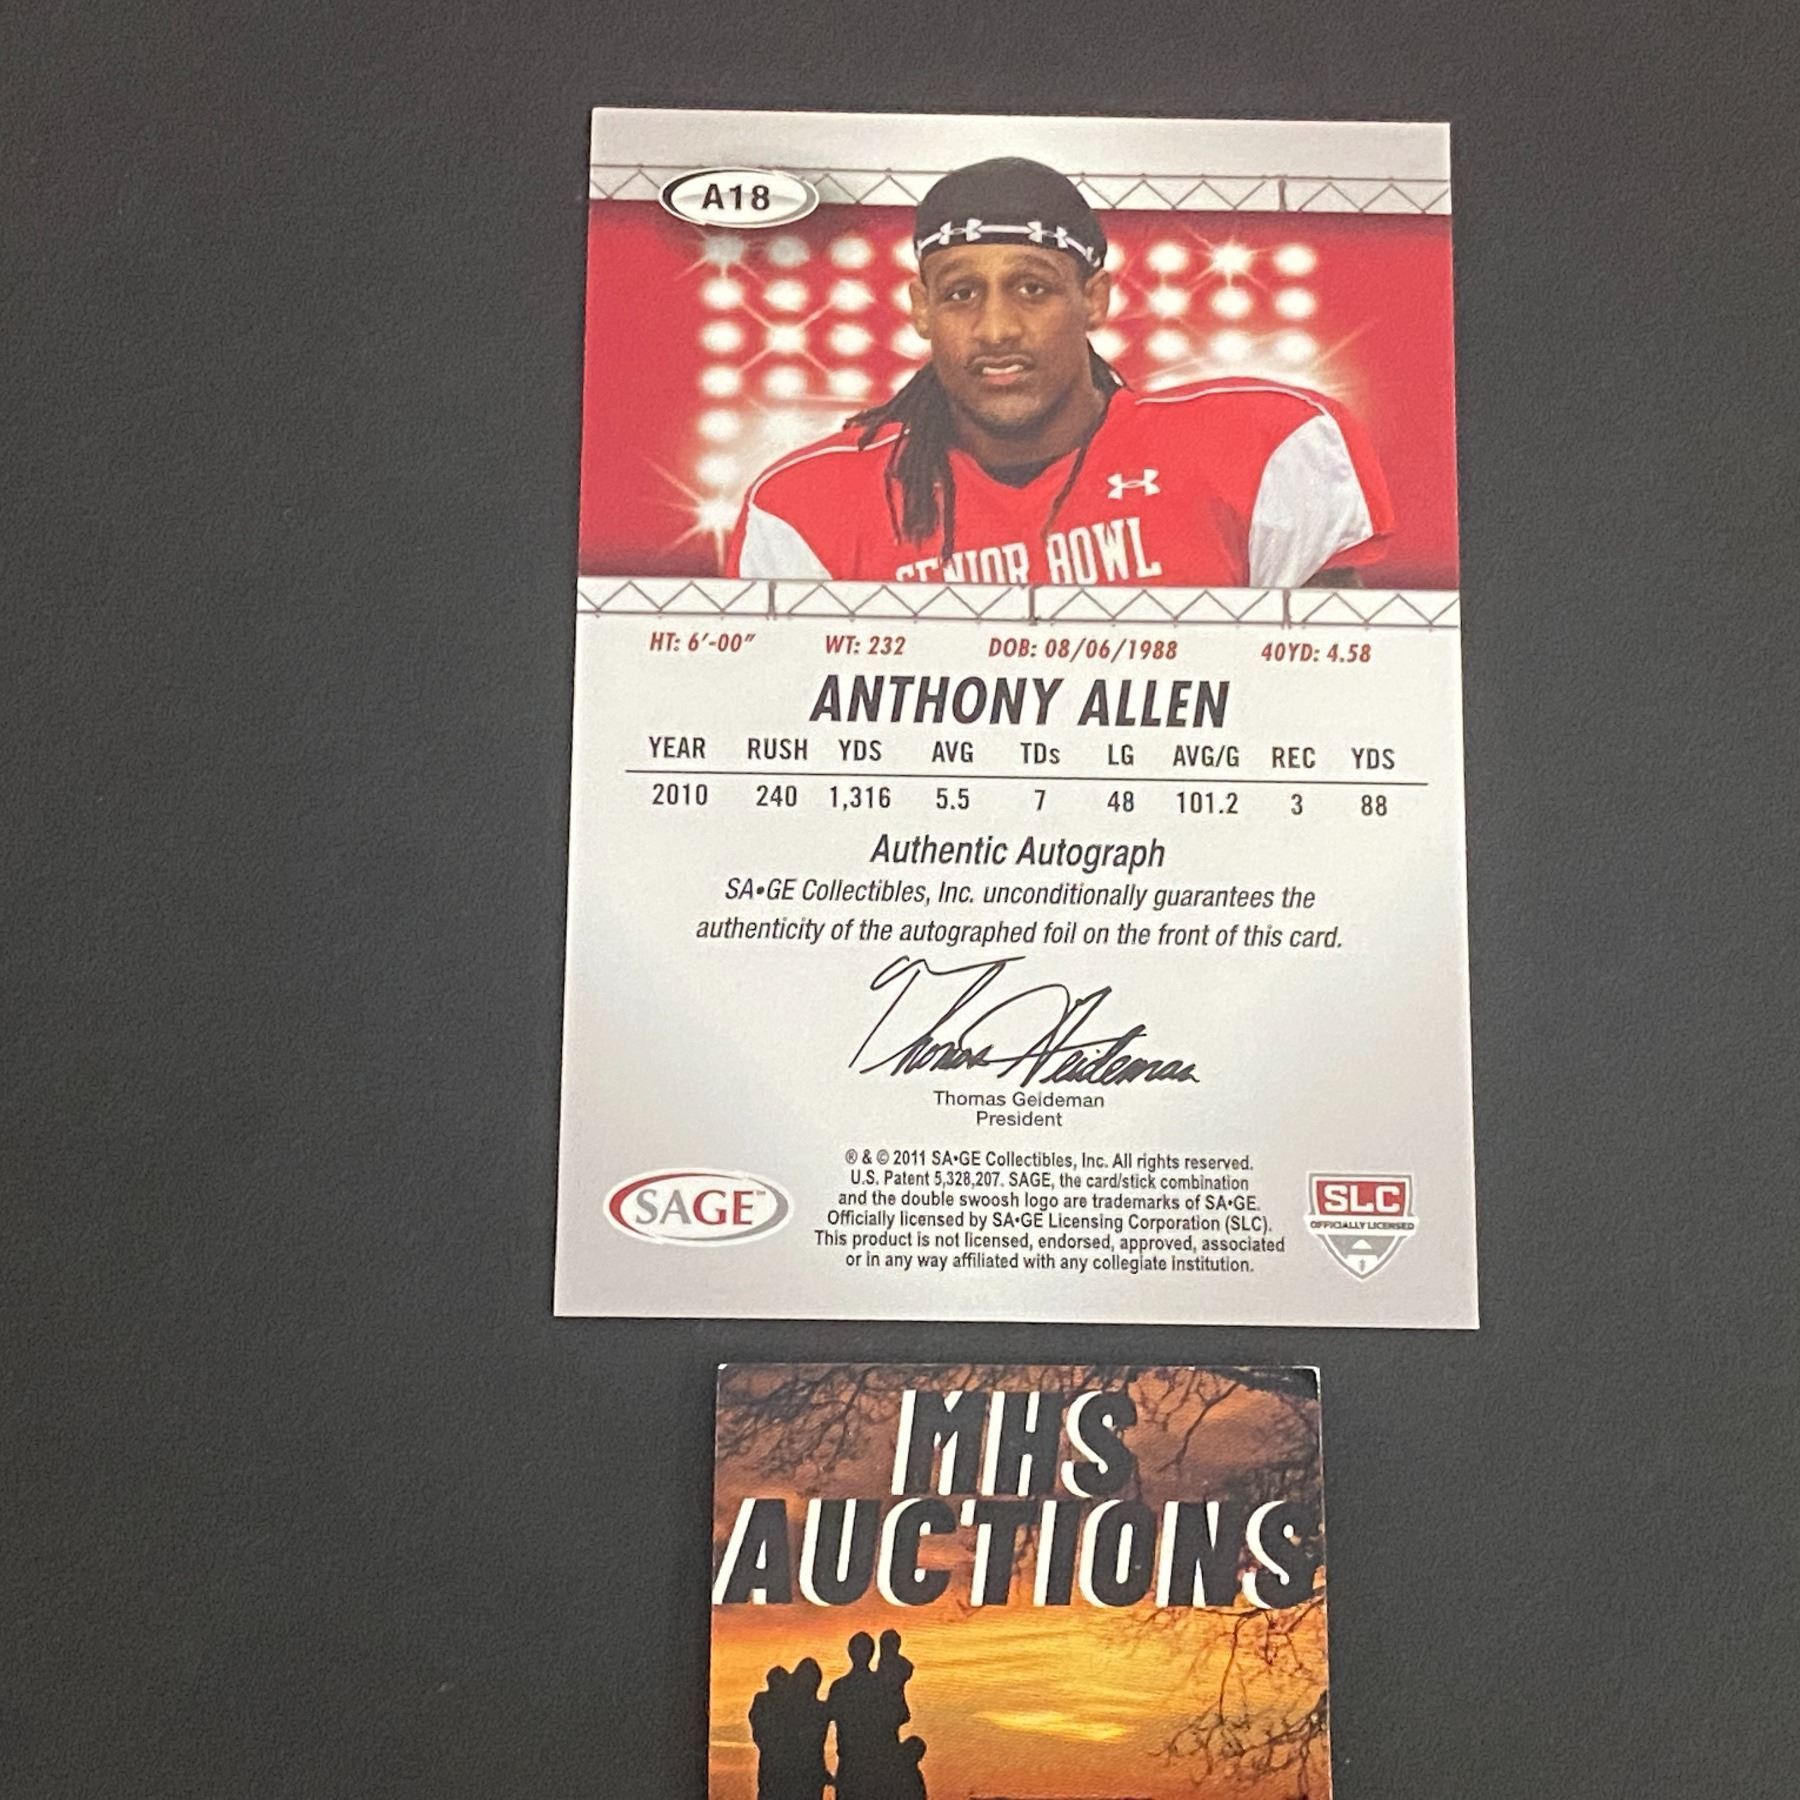 A18
SENIOR BOWL
HT: 6'-00" WT: 232 DOB: 08/06/1988 40YD: 4.58
ANTHONY ALLEN
YEAR RUSH YDS AVG TDs LG AVG/G REC YDS
2010 240 1,316 5.5 7 48 101.2 3 88
Authentic Autograph
SA•GE Collectibles, Inc. unconditionally guarantees the
authenticity of the autographed foil on the front of this card.
Thomas Geideman
Thomas Geideman
President
® & © 2011 SA•GE Collectibles, Inc. All rights reserved.
U.S. Patent 5,328,207. SAGE, the card/stick combination
and the double swoosh logo are trademarks of SA•GE.
Officially licensed by SA•GE Licensing Corporation (SLC).
This product is not licensed, endorsed, approved, associated
or in any way affiliated with any collegiate institution.
SAGE™
SLC
OFFICIALLY LICENSED
MHS
AUCTIONS